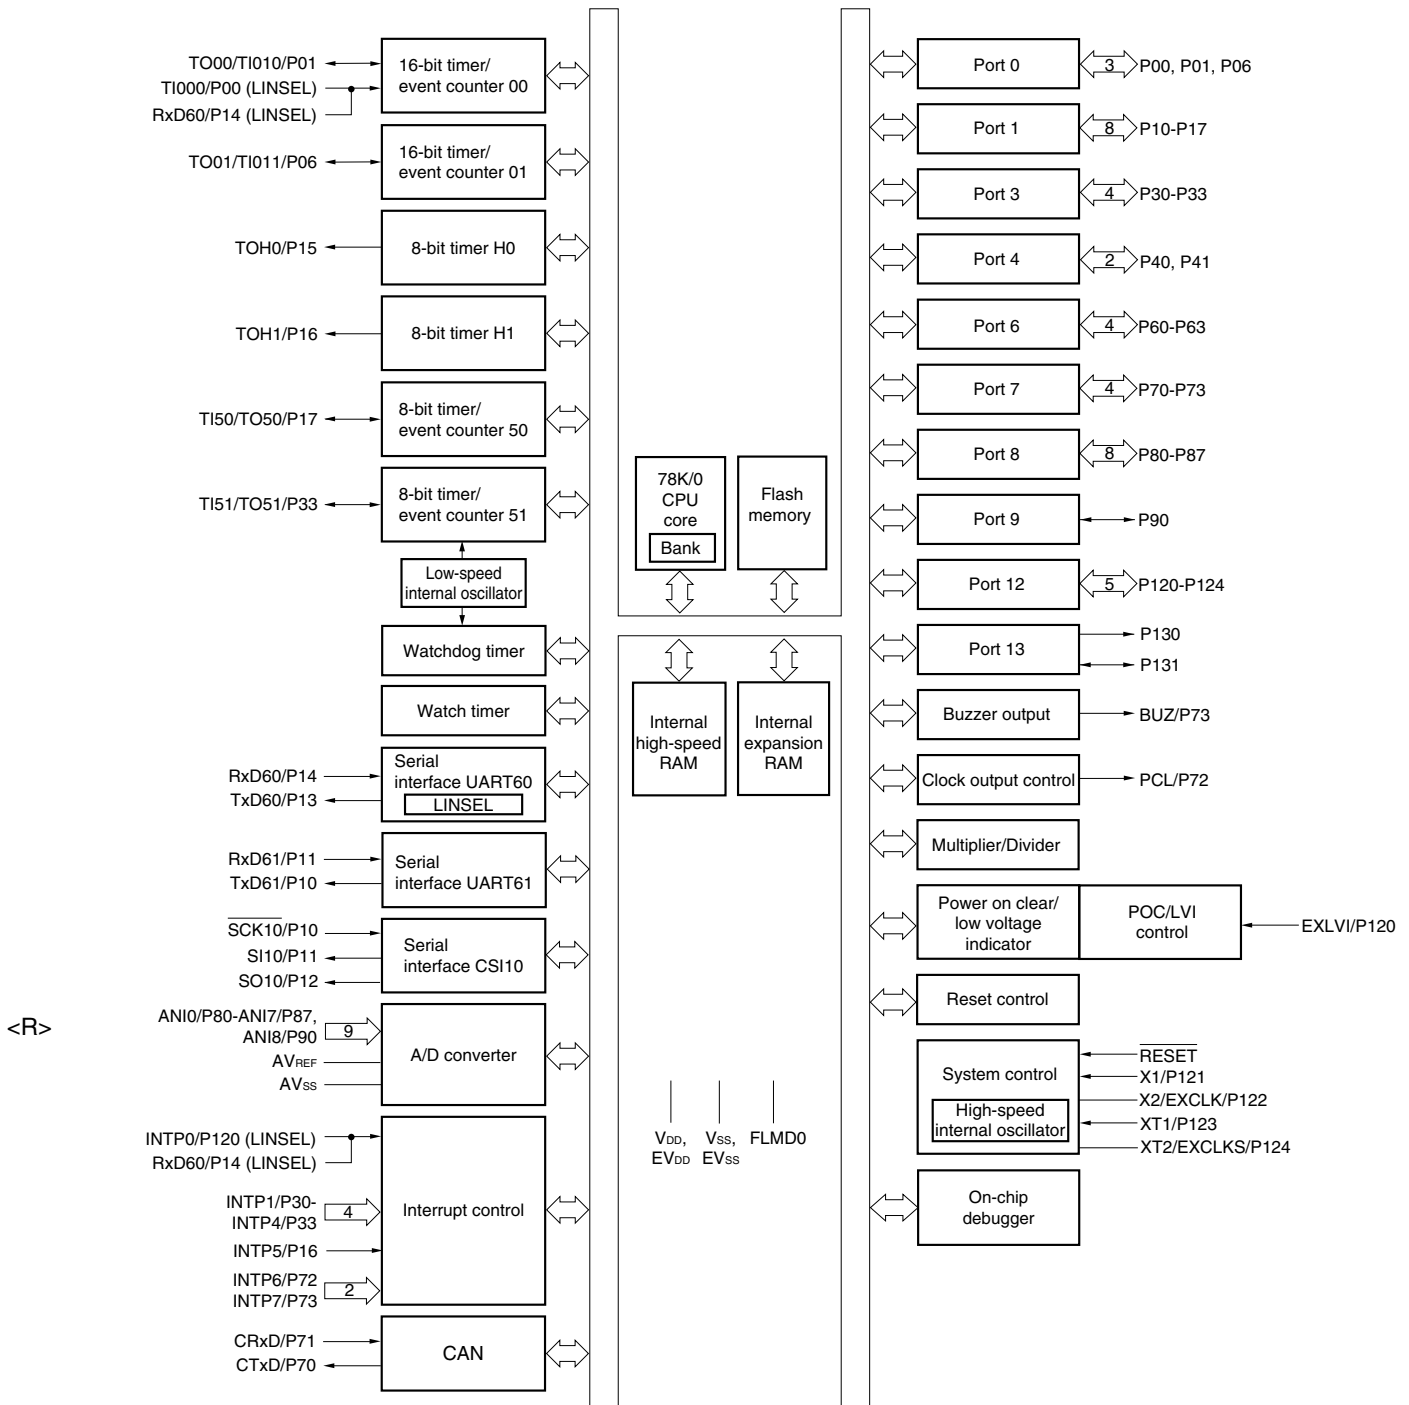 TO00/TI010/P01
TI000/P00 (LINSEL)
RxD60/P14 (LINSEL)
16-bit timer/
event counter 00
TO01/TI011/P06
16-bit timer/
event counter 01
TOH0/P15
8-bit timer H0
TOH1/P16
8-bit timer H1
TI50/TO50/P17
8-bit timer/
event counter 50
TI51/TO51/P33
8-bit timer/
event counter 51
Low-speed
internal oscillator
Watchdog timer
Watch timer
RxD60/P14
TxD60/P13
Serial
interface UART60
LINSEL
RxD61/P11
TxD61/P10
Serial
interface UART61
SCK10/P10
SI10/P11
SO10/P12
Serial
interface CSI10
<R>
ANI0/P80-ANI7/P87,
ANI8/P90
9
AVREF
AVSS
A/D converter
INTP0/P120 (LINSEL)
RxD60/P14 (LINSEL)
INTP1/P30-
INTP4/P33
4
INTP5/P16
INTP6/P72
INTP7/P73
2
Interrupt control
CRxD/P71
CTxD/P70
CAN
78K/0
CPU
core
Bank
Flash
memory
Internal
high-speed
RAM
Internal
expansion
RAM
VDD,
EVDD
VSS,
EVSS
FLMD0
Port 0
3
P00, P01, P06
Port 1
8
P10-P17
Port 3
4
P30-P33
Port 4
2
P40, P41
Port 6
4
P60-P63
Port 7
4
P70-P73
Port 8
8
P80-P87
Port 9
P90
Port 12
5
P120-P124
Port 13
P130
P131
Buzzer output
BUZ/P73
Clock output control
PCL/P72
Multiplier/Divider
Power on clear/
low voltage
indicator
POC/LVI
control
EXLVI/P120
Reset control
System control
High-speed
internal oscillator
RESET
X1/P121
X2/EXCLK/P122
XT1/P123
XT2/EXCLKS/P124
On-chip
debugger